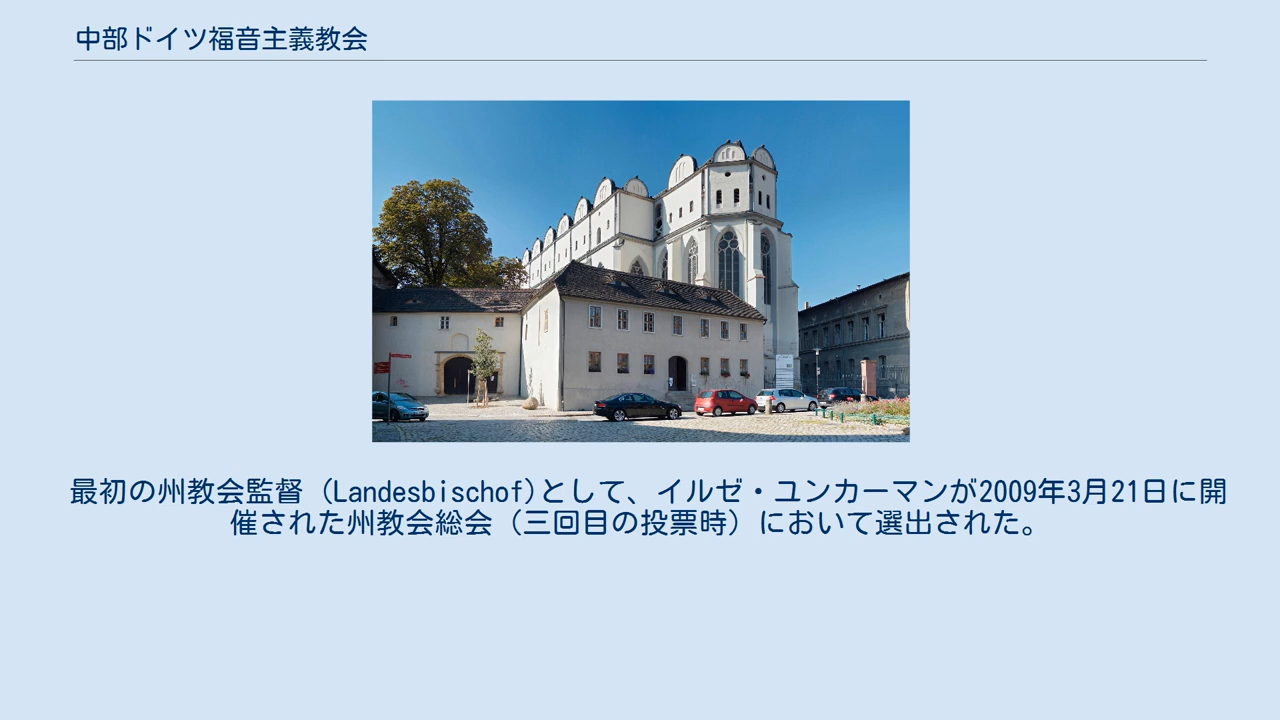 中部ドイツ福音主義教会
最初の州教会監督（Landesbischof)として、イルゼ・ユンカーマンが2009年3月21日に開
催された州教会総会（三回目の投票時）において選出された。